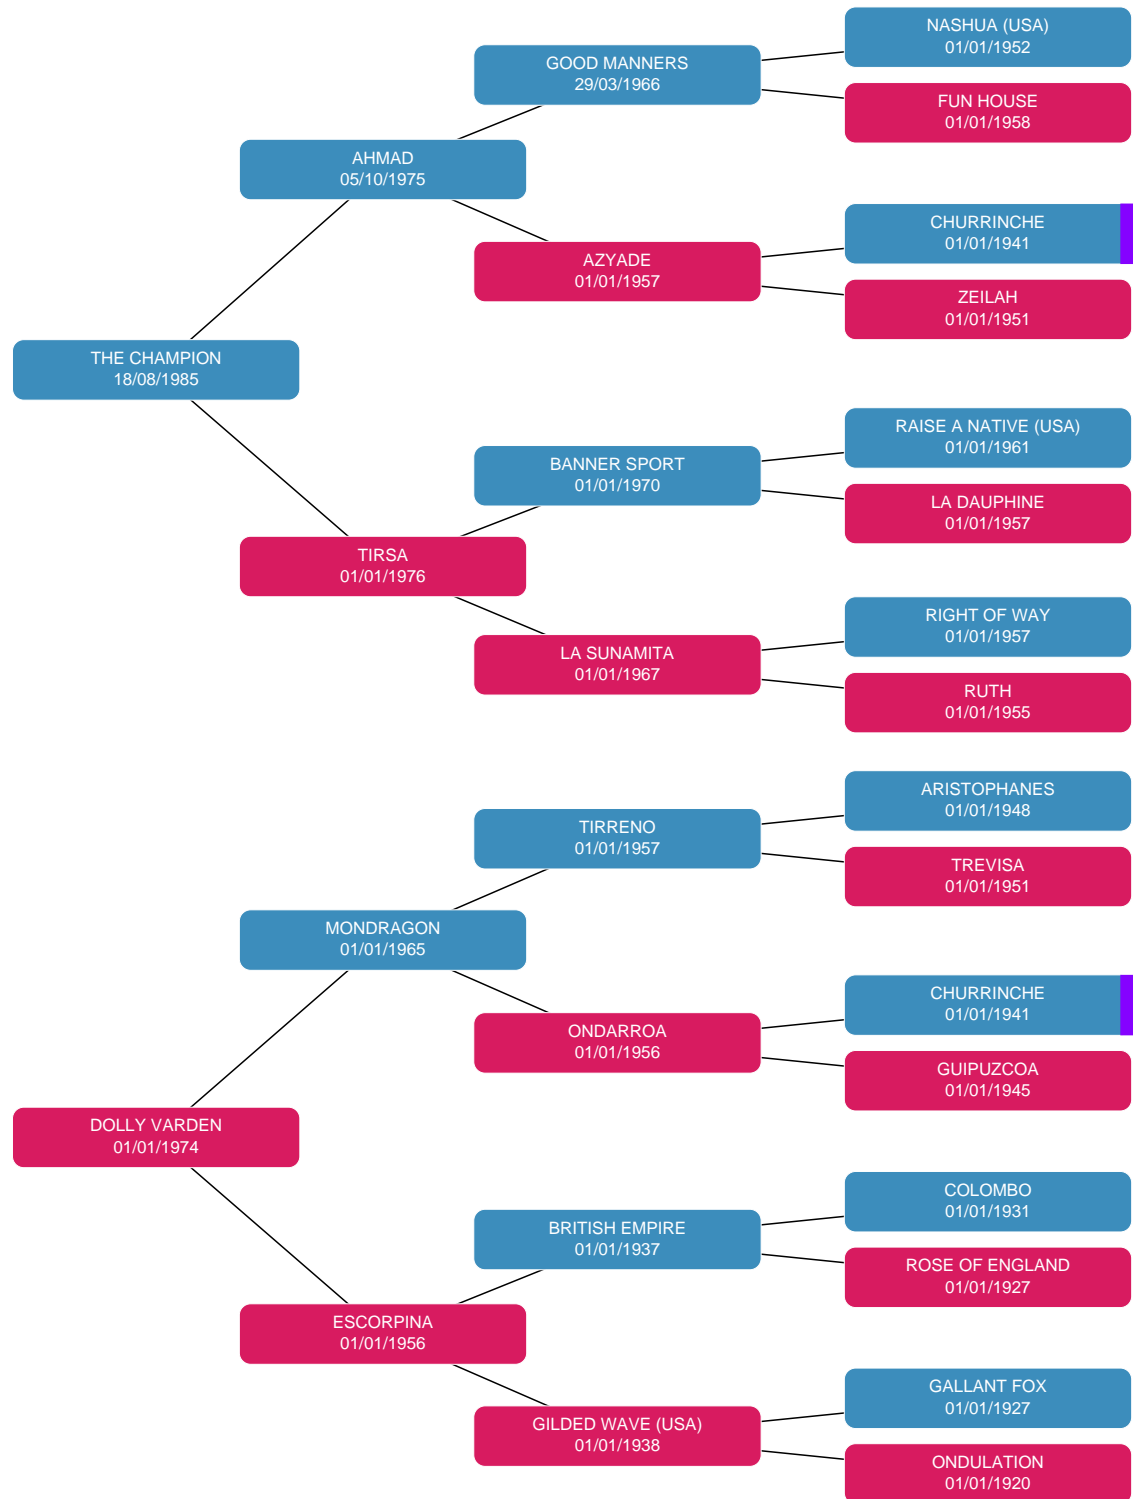 NASHUA (USA)
01/01/1952
GOOD MANNERS
29/03/1966
FUN HOUSE
01/01/1958
AHMAD
05/10/1975
CHURRINCHE
01/01/1941
AZYADE
01/01/1957
ZEILAH
01/01/1951
THE CHAMPION
18/08/1985
RAISE A NATIVE (USA)
01/01/1961
BANNER SPORT
01/01/1970
LA DAUPHINE
01/01/1957
TIRSA
01/01/1976
RIGHT OF WAY
01/01/1957
LA SUNAMITA
01/01/1967
RUTH
01/01/1955
ARISTOPHANES
01/01/1948
TIRRENO
01/01/1957
TREVISA
01/01/1951
MONDRAGON
01/01/1965
CHURRINCHE
01/01/1941
ONDARROA
01/01/1956
GUIPUZCOA
01/01/1945
DOLLY VARDEN
01/01/1974
COLOMBO
01/01/1931
BRITISH EMPIRE
01/01/1937
ROSE OF ENGLAND
01/01/1927
ESCORPINA
01/01/1956
GALLANT FOX
01/01/1927
GILDED WAVE (USA)
01/01/1938
ONDULATION
01/01/1920